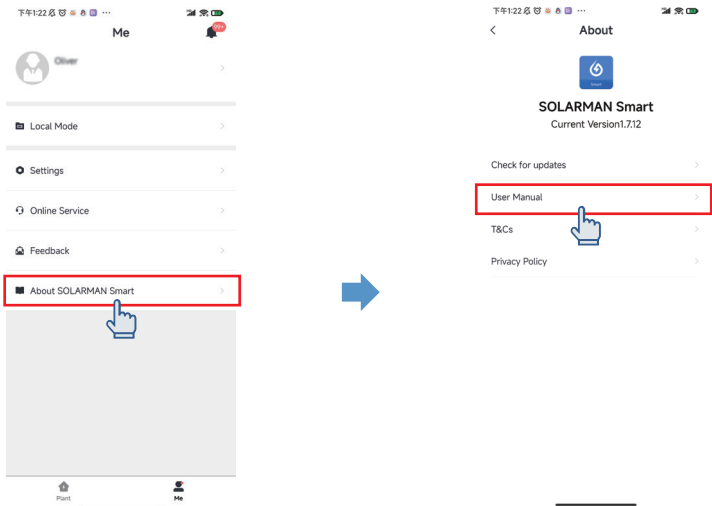 下午1:22
Me
99+
Oliver
Local Mode
Settings
Online Service
Feedback
About SOLARMAN Smart
Plant
Me
下午1:22
About
Smart
SOLARMAN Smart
Current Version1.7.12
Check for updates
User Manual
T&Cs
Privacy Policy